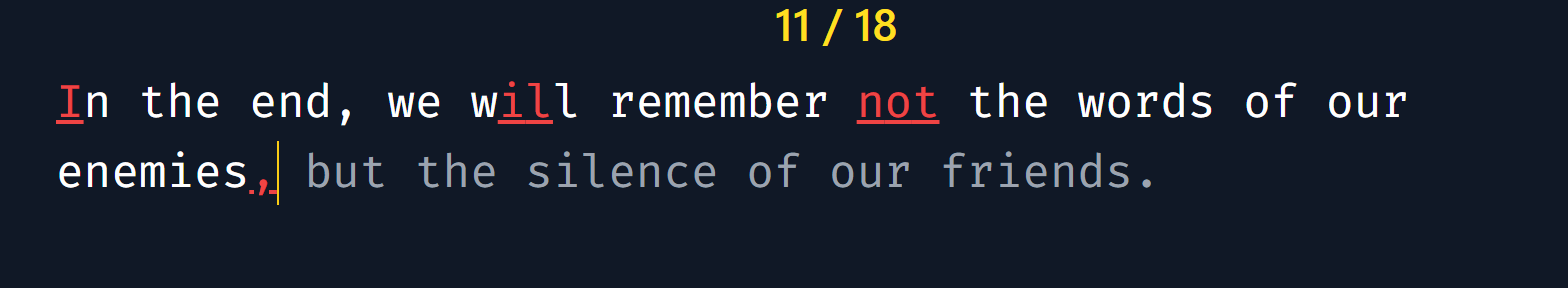 11 / 18
In the end, we will remember not the words of our
enemies, but the silence of our friends.